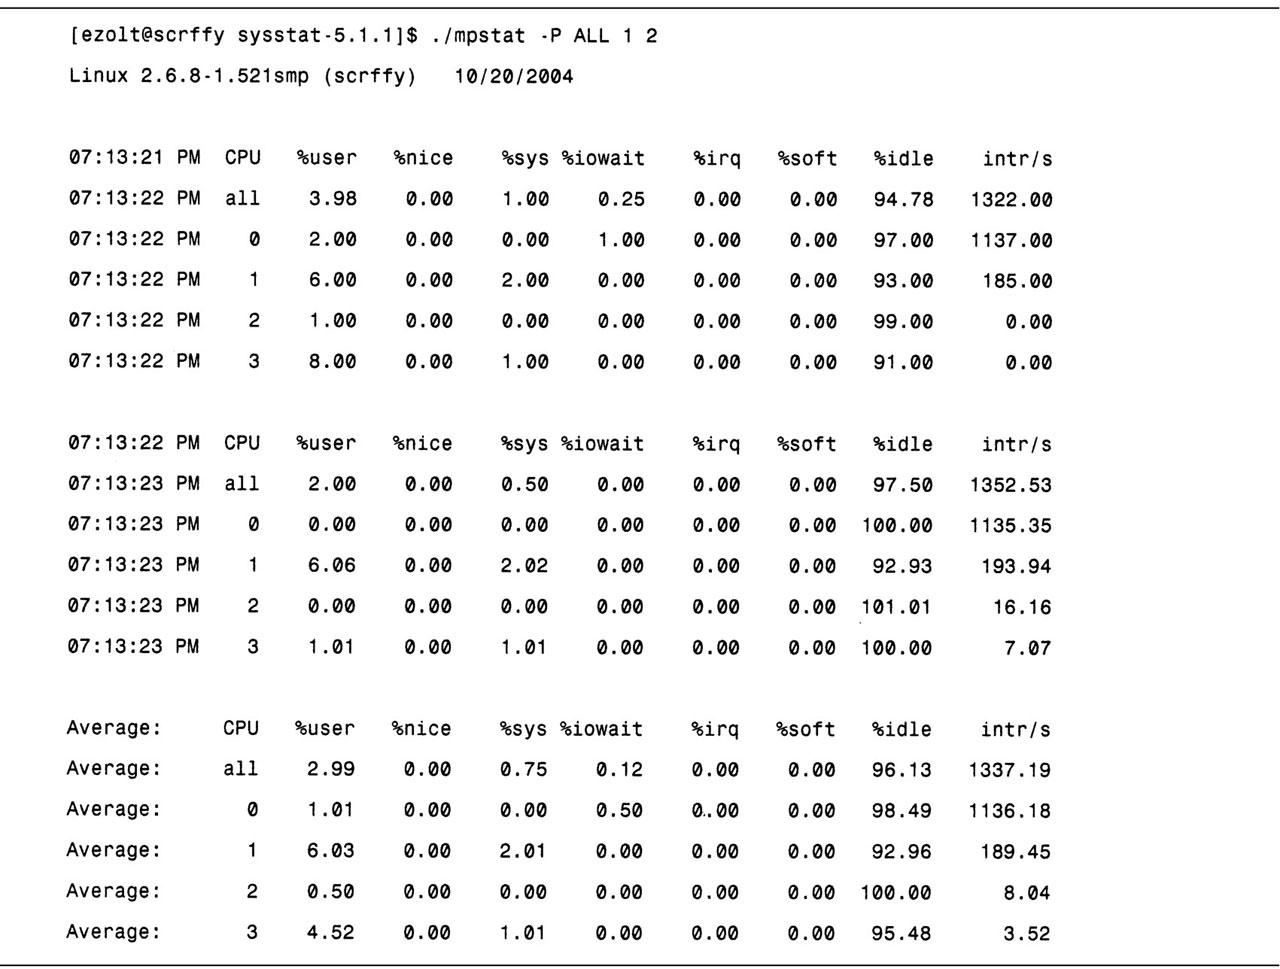 [ezolt@scrffy sysstat-5.1.1]$ ./mpstat -P ALL 1 2
Linux 2.6.8-1.521smp (scrffy)   10/20/2004
07:13:21 PM  CPU   %user   %nice    %sys %iowait    %irq   %soft   %idle    intr/s
07:13:22 PM  all    3.98    0.00    1.00    0.25    0.00    0.00   94.78   1322.00
07:13:22 PM    0    2.00    0.00    0.00    1.00    0.00    0.00   97.00   1137.00
07:13:22 PM    1    6.00    0.00    2.00    0.00    0.00    0.00   93.00    185.00
07:13:22 PM    2    1.00    0.00    0.00    0.00    0.00    0.00   99.00      0.00
07:13:22 PM    3    8.00    0.00    1.00    0.00    0.00    0.00   91.00      0.00
07:13:22 PM  CPU   %user   %nice    %sys %iowait    %irq   %soft   %idle    intr/s
07:13:23 PM  all    2.00    0.00    0.50    0.00    0.00    0.00   97.50   1352.53
07:13:23 PM    0    0.00    0.00    0.00    0.00    0.00    0.00  100.00   1135.35
07:13:23 PM    1    6.06    0.00    2.02    0.00    0.00    0.00   92.93    193.94
07:13:23 PM    2    0.00    0.00    0.00    0.00    0.00    0.00  101.01     16.16
07:13:23 PM    3    1.01    0.00    1.01    0.00    0.00    0.00  100.00      7.07
Average:     CPU   %user   %nice    %sys %iowait    %irq   %soft   %idle    intr/s
Average:     all    2.99    0.00    0.75    0.12    0.00    0.00   96.13   1337.19
Average:       0    1.01    0.00    0.00    0.50    0.00    0.00   98.49   1136.18
Average:       1    6.03    0.00    2.01    0.00    0.00    0.00   92.96    189.45
Average:       2    0.50    0.00    0.00    0.00    0.00    0.00  100.00      8.04
Average:       3    4.52    0.00    1.01    0.00    0.00    0.00   95.48      3.52